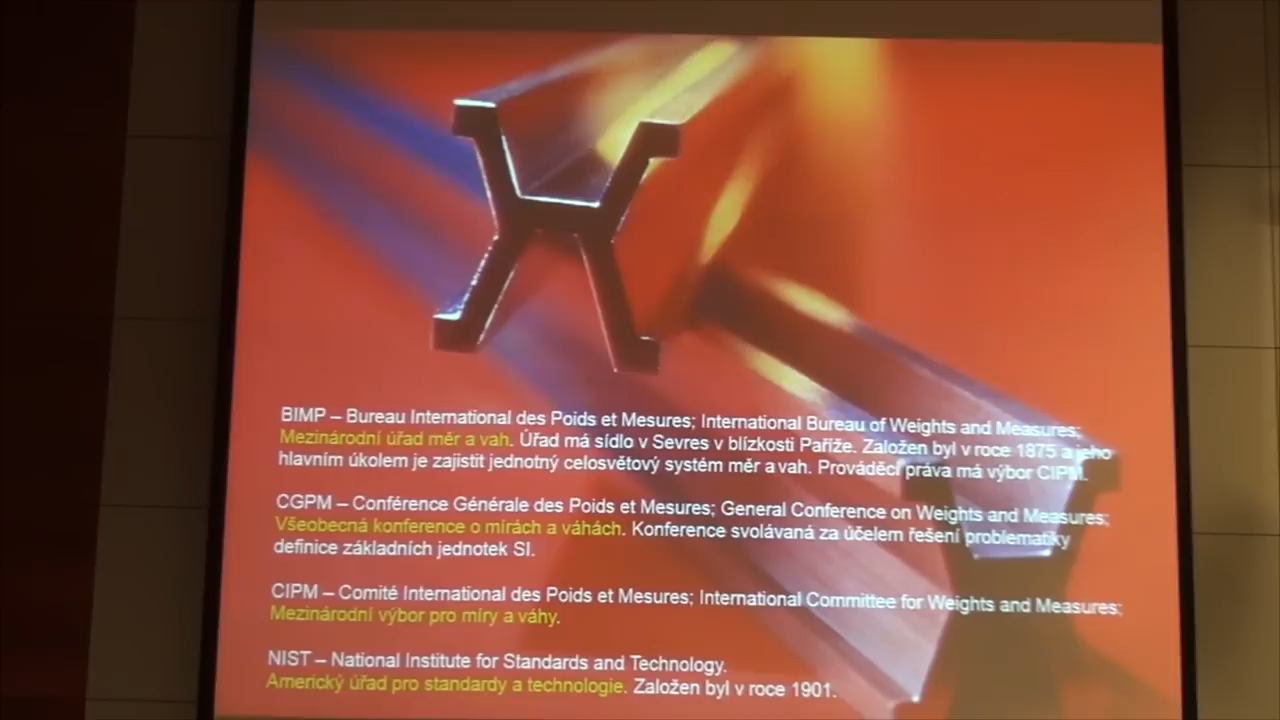 BIMP – Bureau International des Poids et Mesures; International Bureau of Weights and Measures;
Mezinárodní úřad měr a vah. Úřad má sídlo v Sevres v blízkosti Paříže. Založen byl v roce 1875 a jeho
hlavním úkolem je zajistit jednotný celosvětový systém měr a vah. Prováděcí práva má výbor CIPM.
CGPM – Conférence Générale des Poids et Mesures; General Conference on Weights and Measures;
Všeobecná konference o mírách a váhách. Konference svolávaná za účelem řešení problematiky
definice základních jednotek SI.
CIPM – Comité International des Poids et Mesures; International Committee for Weights and Measures;
Mezinárodní výbor pro míry a váhy.
NIST – National Institute for Standards and Technology.
Americký úřad pro standardy a technologie. Založen byl v roce 1901.